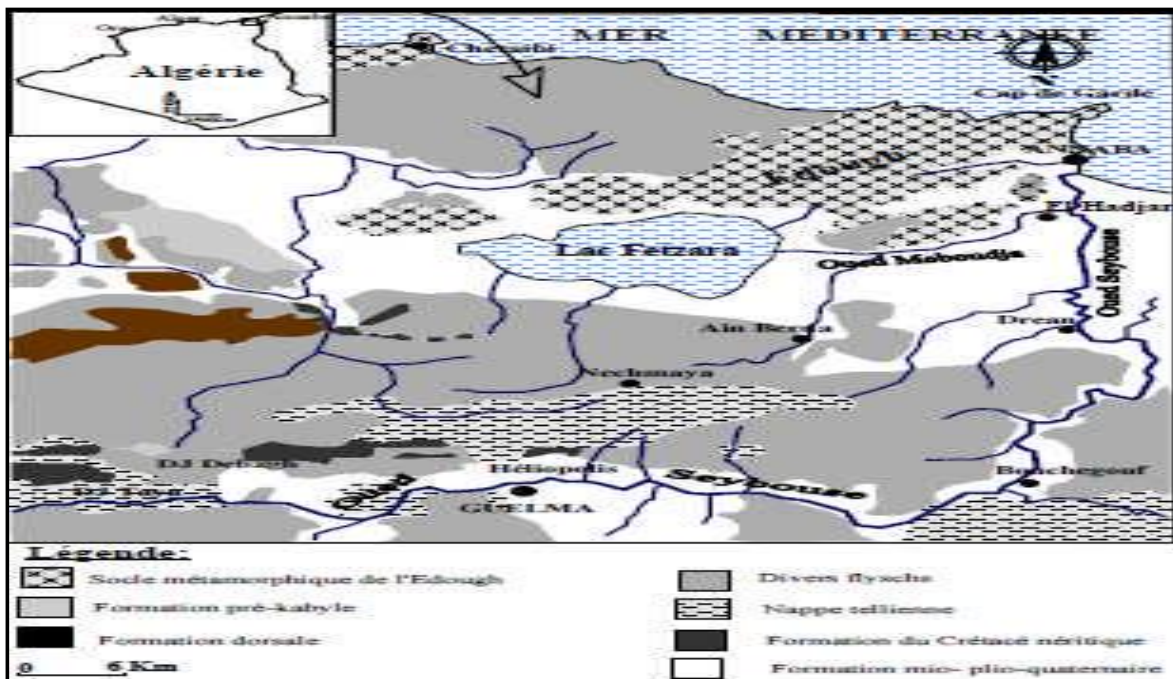 Algérie
MER MEDITERRANEE
Cap de Garde
N
Edough
ANNABA
El Hadjar
Lac Fetzara
Oued Meboudja
Oued Seybouse
Ain Berda
Drean
Nechmaya
DJ Debagh
Héliopolis
Oued Seybouse
Bouchegouf
GUELMA
Légende:
Socle métamorphique de l'Edough
Divers flyschs
Formation pré-kabyle
Nappe tellienne
Formation dorsale
Formation du Crétacé néritique
0 6 Km
Formation mio- plio-quaternaire